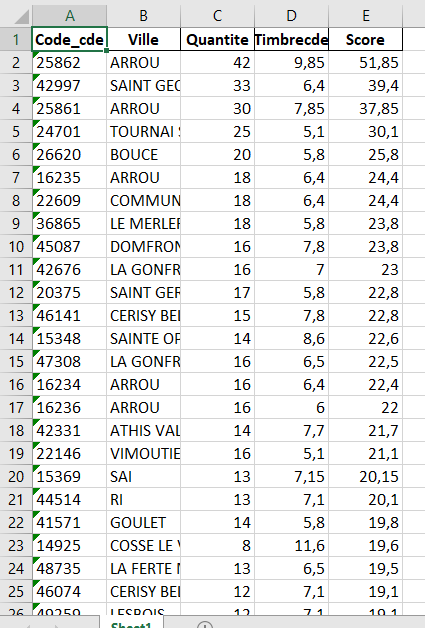 A B C D E
1 Code_cde Ville Quantite Timbrecde Score
2 25862 ARROU 42 9,85 51,85
3 42997 SAINT GEO 33 6,4 39,4
4 25861 ARROU 30 7,85 37,85
5 24701 TOURNAI 25 5,1 30,1
6 26620 BOUCE 20 5,8 25,8
7 16235 ARROU 18 6,4 24,4
8 22609 COMMUN 18 6,4 24,4
9 36865 LE MERLER 18 5,8 23,8
10 45087 DOMFRON 16 7,8 23,8
11 42676 LA GONFR 16 7 23
12 20375 SAINT GER 17 5,8 22,8
13 46141 CERISY BEL 15 7,8 22,8
14 15348 SAINTE OP 14 8,6 22,6
15 47308 LA GONFR 16 6,5 22,5
16 16234 ARROU 16 6,4 22,4
17 16236 ARROU 16 6 22
18 42331 ATHIS VAL 14 7,7 21,7
19 22146 VIMOUTIE 16 5,1 21,1
20 15369 SAI 13 7,15 20,15
21 44514 RI 13 7,1 20,1
22 41571 GOULET 14 5,8 19,8
23 14925 COSSE LE 8 11,6 19,6
24 48735 LA FERTE 13 6,5 19,5
25 46074 CERISY BEL 12 7,1 19,1
26 49259 LESBOIS 12 7,1 19,1
Sheet1